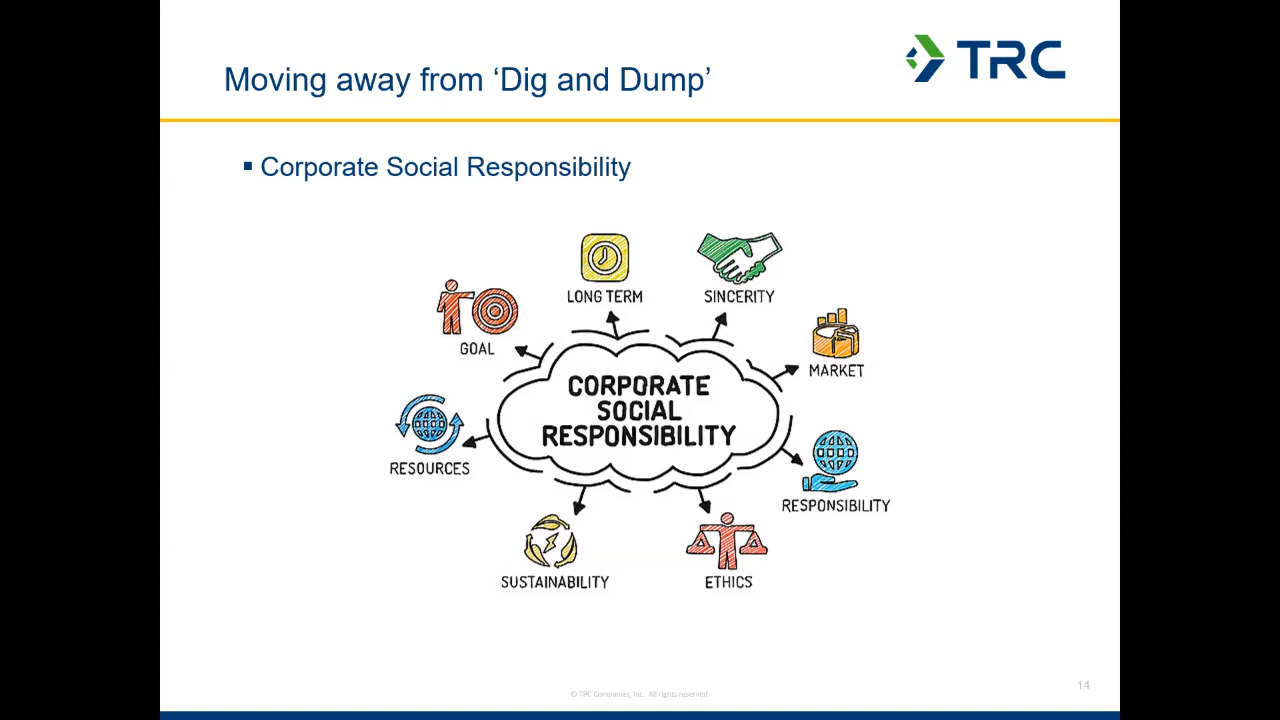 TRC
Moving away from ‘Dig and Dump’
▪ Corporate Social Responsibility
LONG TERM
SINCERITY
GOAL
MARKET
CORPORATE
SOCIAL
RESPONSIBILITY
RESOURCES
RESPONSIBILITY
SUSTAINABILITY
ETHICS
14
© TRC Companies, Inc. All rights reserved